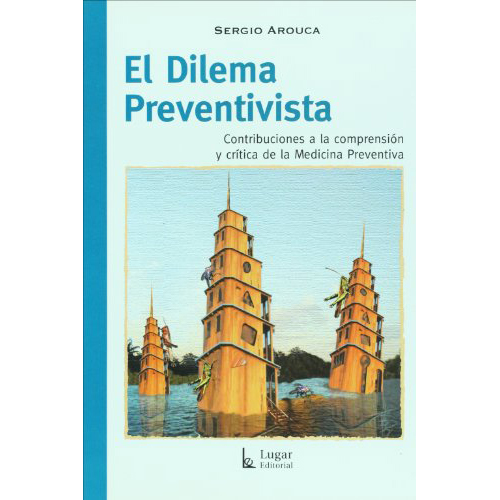 SERGIO AROUCA
El Dilema
Preventivista
Contribuciones a la comprensión
y crítica de la Medicina Preventiva
Lugar
Editorial